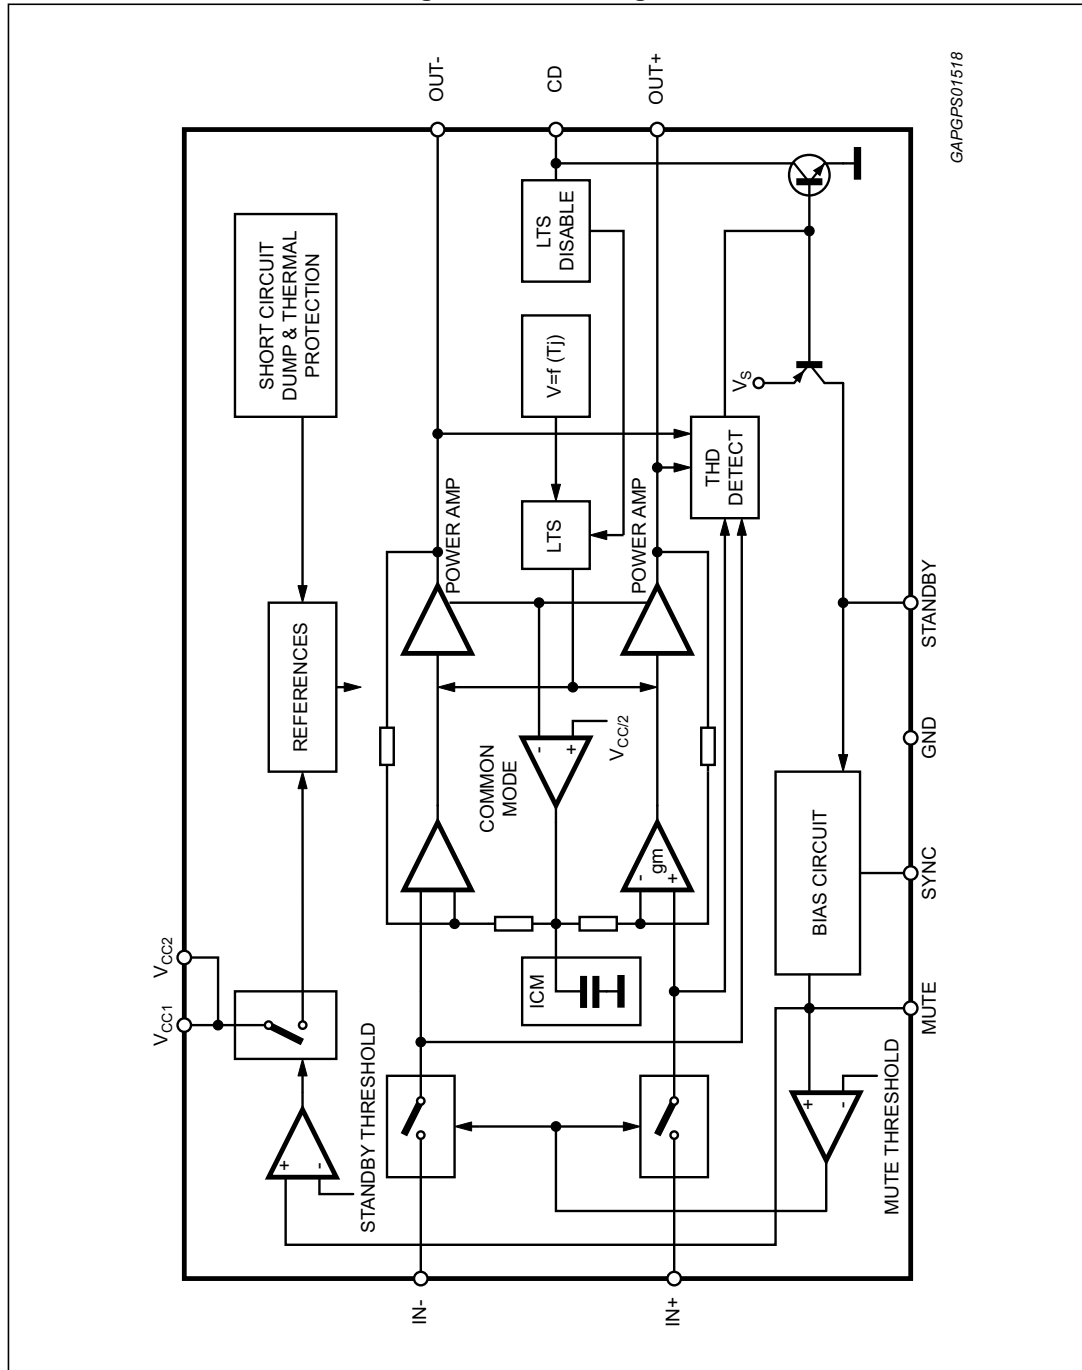 VCC1
VCC2
SHORT CIRCUIT
DUMP & THERMAL
PROTECTION
+
-
REFERENCES
STANDBY THRESHOLD
IN-
OUT-
POWER AMP
COMMON
MODE
-
+
VCC/2
ICM
LTS
V=f (Tj)
LTS
DISABLE
CD
POWER AMP
-
gm
+
IN+
OUT+
THD
DETECT
VS
BIAS CIRCUIT
+
-
MUTE THRESHOLD
MUTE
SYNC
GND
STANDBY
GAPGPS01518